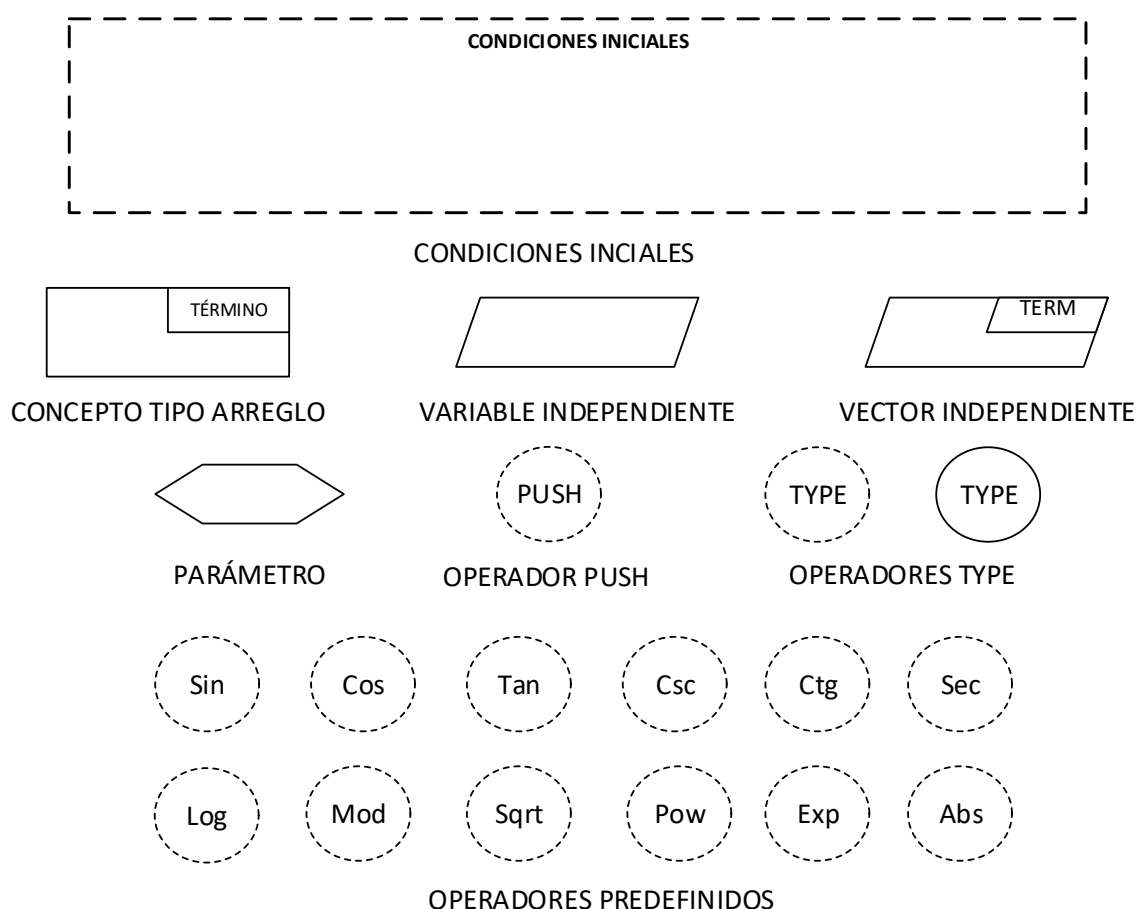 CONDICIONES INICIALES
CONDICIONES INCIALES
TÉRMINO
TERM
CONCEPTO TIPO ARREGLO
VARIABLE INDEPENDIENTE
VECTOR INDEPENDIENTE
PUSH
TYPE
TYPE
PARÁMETRO
OPERADOR PUSH
OPERADORES TYPE
Sin
Cos
Tan
Csc
Ctg
Sec
Log
Mod
Sqrt
Pow
Exp
Abs
OPERADORES PREDEFINIDOS